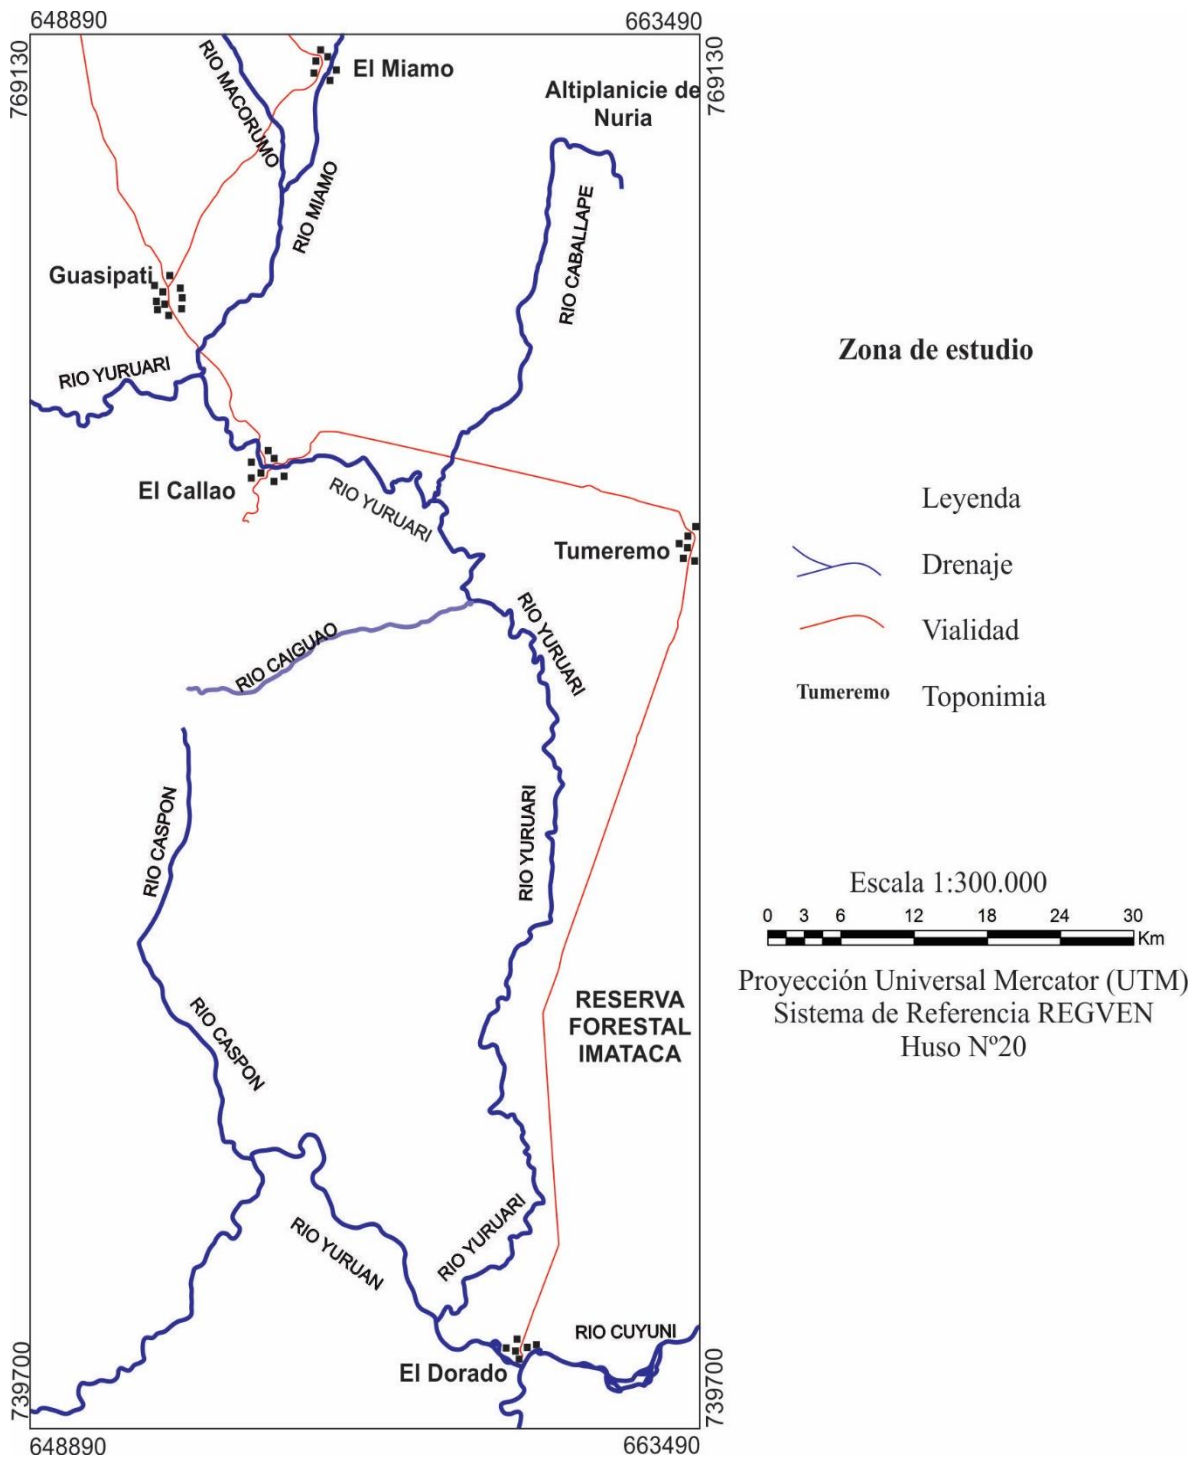 648890
663490
769130
769130
RIO MACORUMO
El Miamo
Altiplanicie de
Nuria
RIO MIAMO
RIO CABALLAPE
Guasipati
RIO YURUARI
El Callao
RIO YURUARI
Tumeremo
RIO YURUARI
RIO CAIGUAO
RIO CASPON
RIO YURUARI
RIO CASPON
RESERVA
FORESTAL
IMATACA
RIO YURUARI
RIO YURUAN
RIO CUYUNI
El Dorado
739700
739700
648890
663490
Zona de estudio
Leyenda
Drenaje
Vialidad
Tumeremo Toponimia
Escala 1:300.000
0 3 6 12 18 24 30
Km
Proyección Universal Mercator (UTM)
Sistema de Referencia REGVEN
Huso Nº20